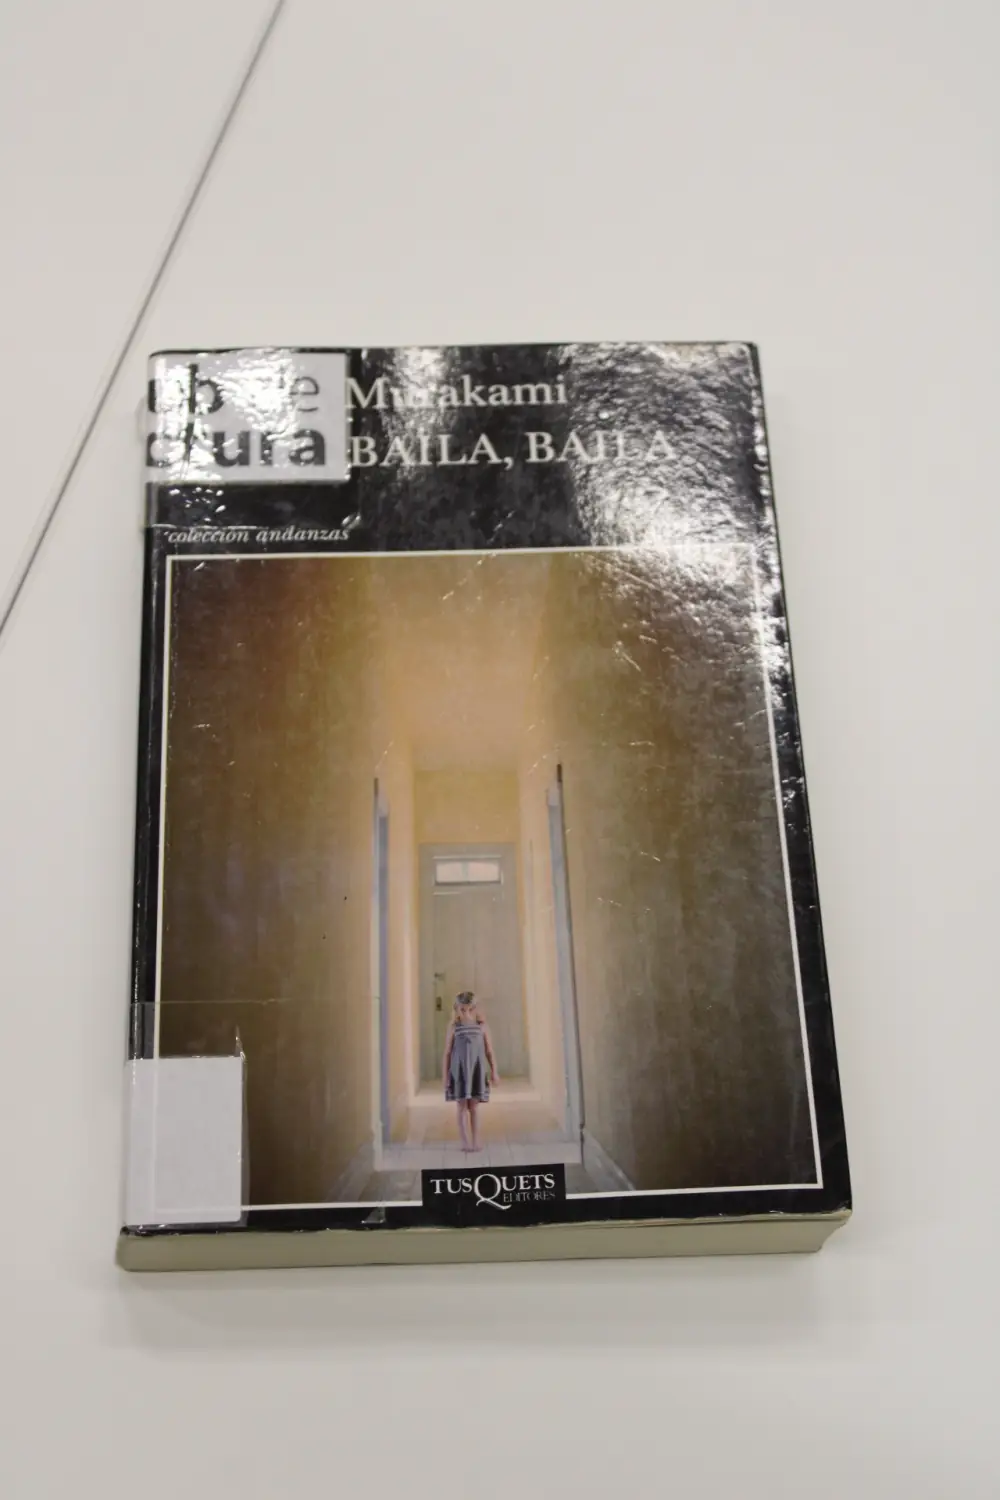 Murakami
BAILA, BAILA
colección andanzas
TUSQUETS
EDITORES